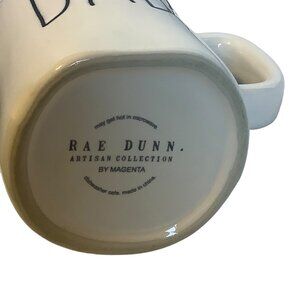 may get hot in microwave.
RAE DUNN.
ARTISAN COLLECTION
BY MAGENTA
dishwasher safe. made in china.